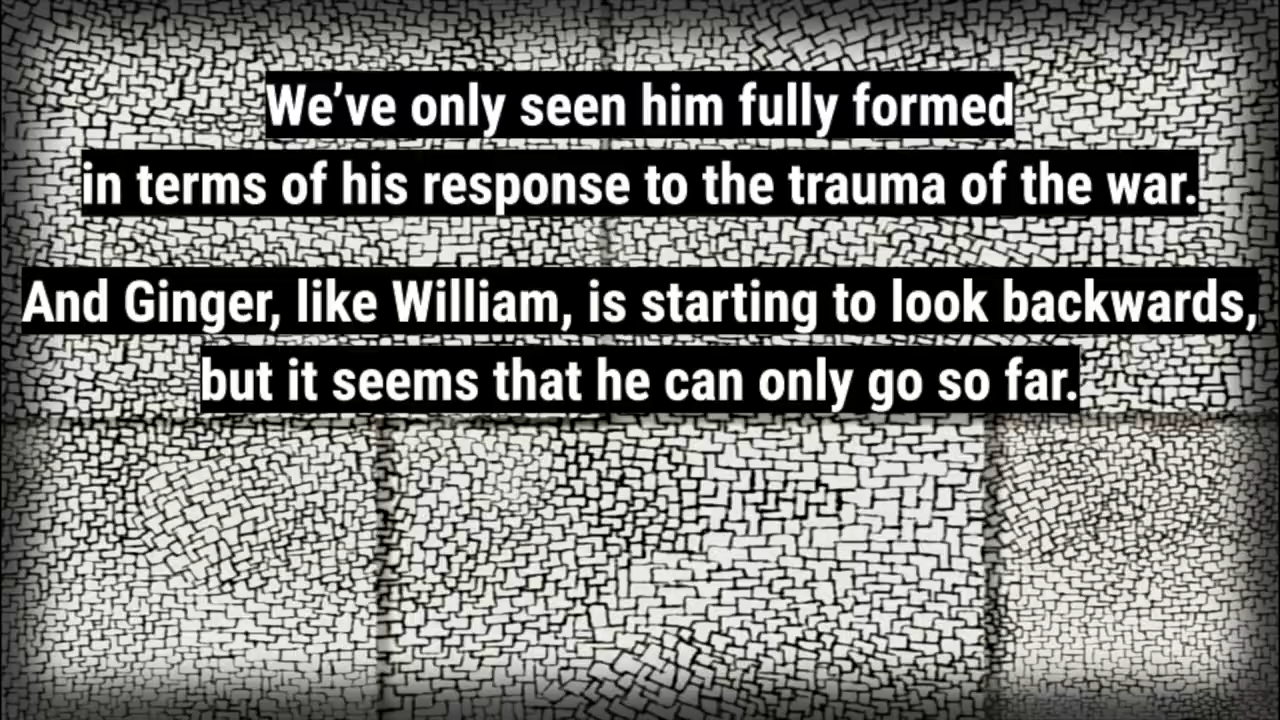 We’ve only seen him fully formed
in terms of his response to the trauma of the war.
And Ginger, like William, is starting to look backwards,
but it seems that he can only go so far.